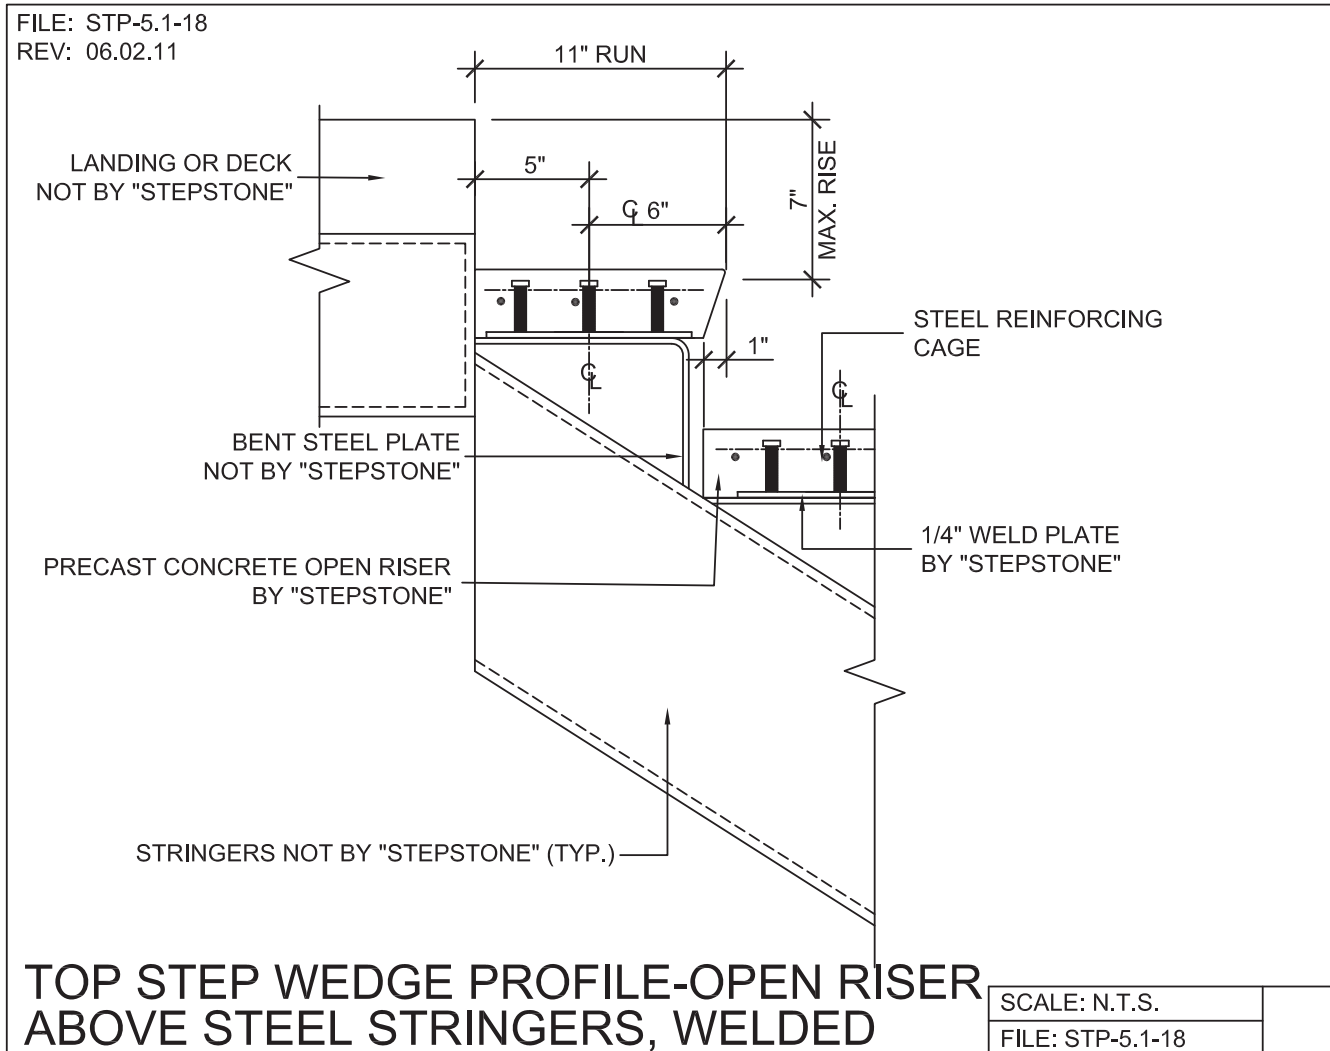 FILE: STP-5.1-18
REV: 06.02.11
11" RUN
LANDING OR DECK
NOT BY "STEPSTONE"
5"
CL 6"
7"
MAX. RISE
STEEL REINFORCING
CAGE
1"
CL
CL
BENT STEEL PLATE
NOT BY "STEPSTONE"
1/4" WELD PLATE
BY "STEPSTONE"
PRECAST CONCRETE OPEN RISER
BY "STEPSTONE"
STRINGERS NOT BY "STEPSTONE" (TYP.)
TOP STEP WEDGE PROFILE-OPEN RISER
ABOVE STEEL STRINGERS, WELDED
SCALE: N.T.S.
FILE: STP-5.1-18